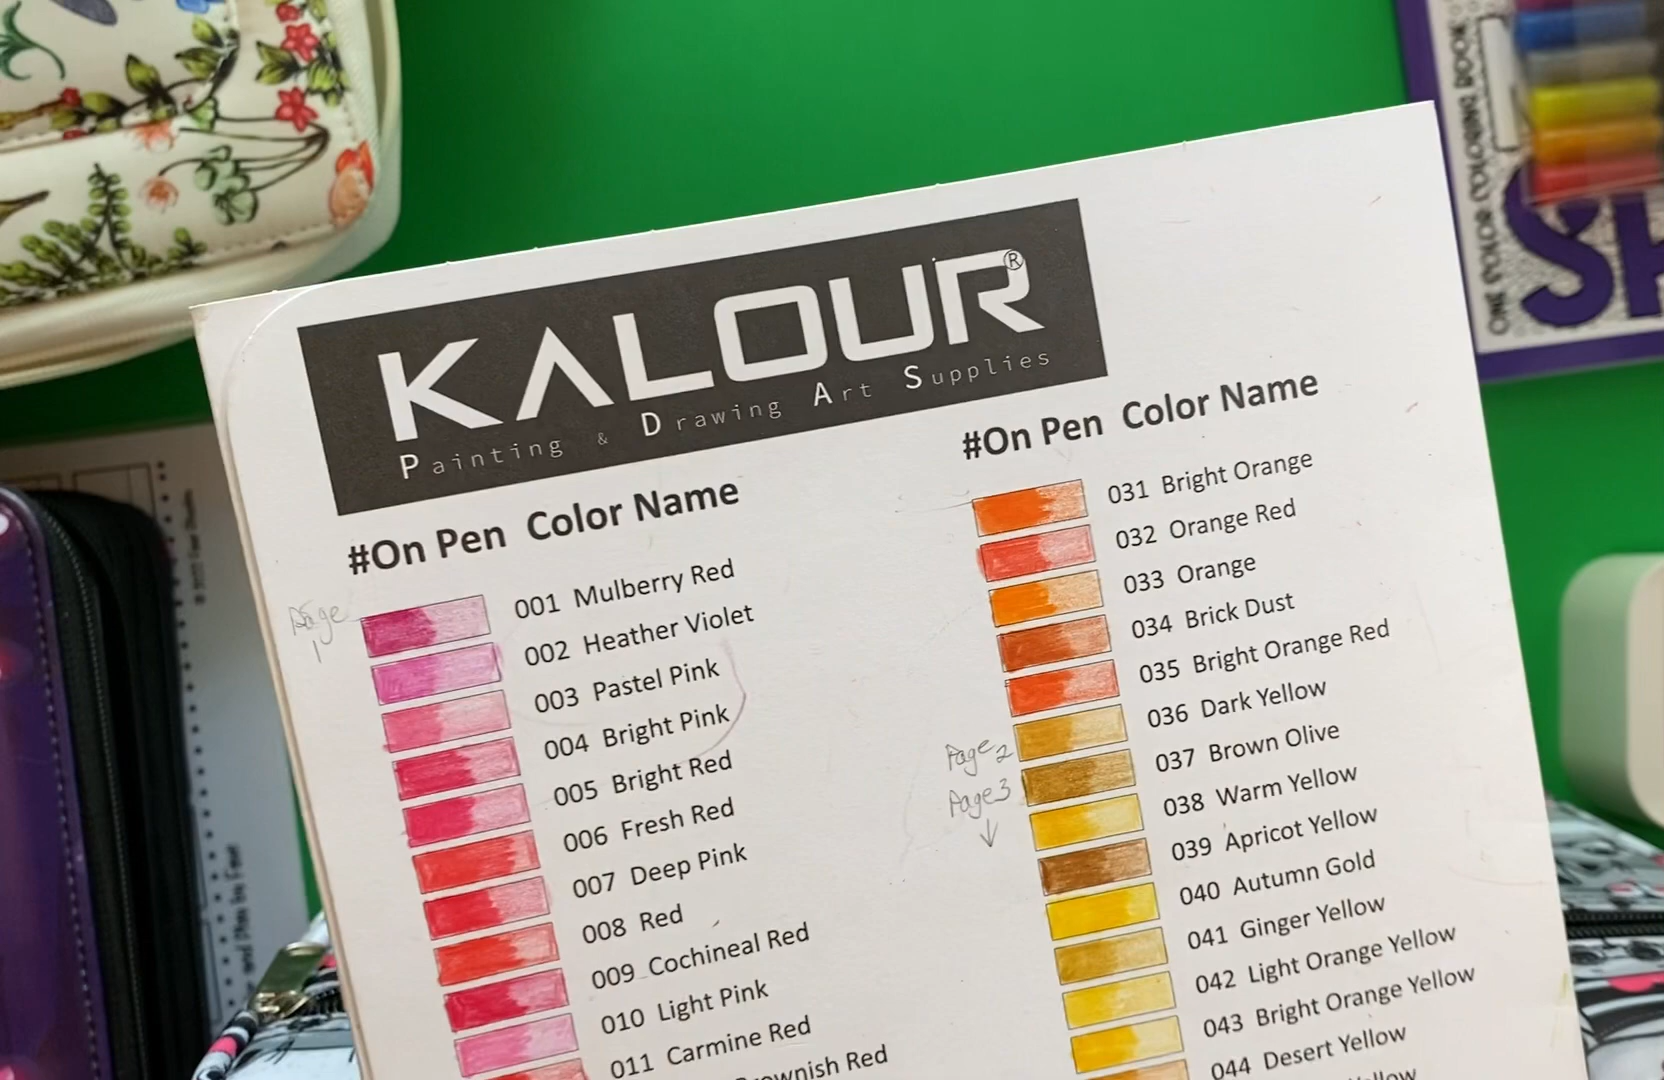 KALOUR®
Painting & Drawing Art Supplies
#On Pen Color Name
Page
1
001 Mulberry Red
002 Heather Violet
003 Pastel Pink
004 Bright Pink
005 Bright Red
006 Fresh Red
007 Deep Pink
008 Red
009 Cochineal Red
010 Light Pink
011 Carmine Red
Red
#On Pen Color Name
031 Bright Orange
032 Orange Red
033 Orange
034 Brick Dust
035 Bright Orange Red
036 Dark Yellow
Page 2
037 Brown Olive
Page 3
038 Warm Yellow
039 Apricot Yellow
040 Autumn Gold
041 Ginger Yellow
042 Light Orange Yellow
043 Bright Orange Yellow
044 Desert Yellow
ONE COLOR COLORING BOOK